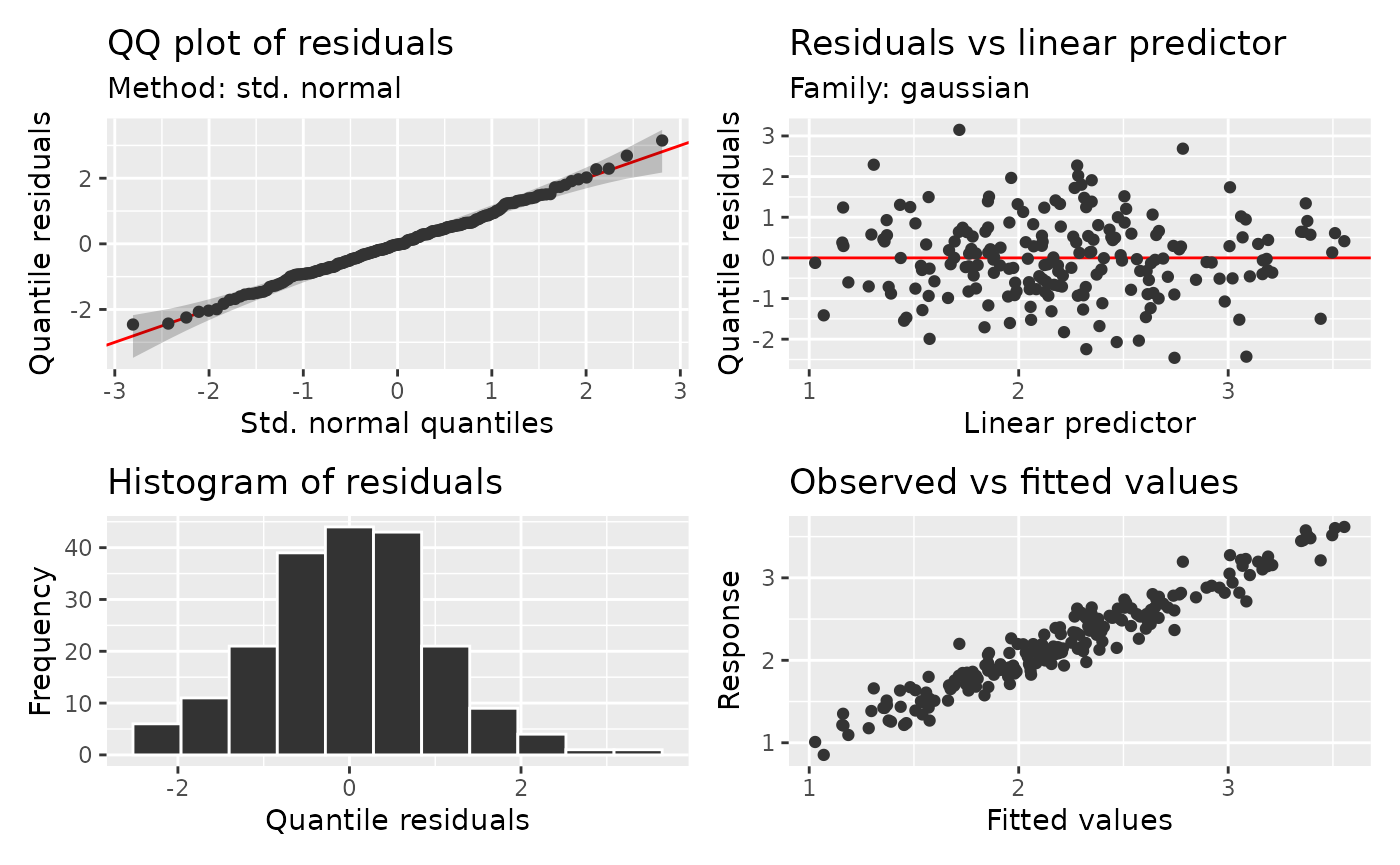 QQ plot of residuals
Method: std. normal
Quantile residuals
2
0
-2
-3 -2 -1 0 1 2 3
Std. normal quantiles
Residuals vs linear predictor
Family: gaussian
Quantile residuals
3
2
1
0
-1
-2
1 2 3
Linear predictor
Histogram of residuals
Frequency
40
30
20
10
0
-2 0 2
Quantile residuals
Observed vs fitted values
Response
3
2
1
1 2 3
Fitted values